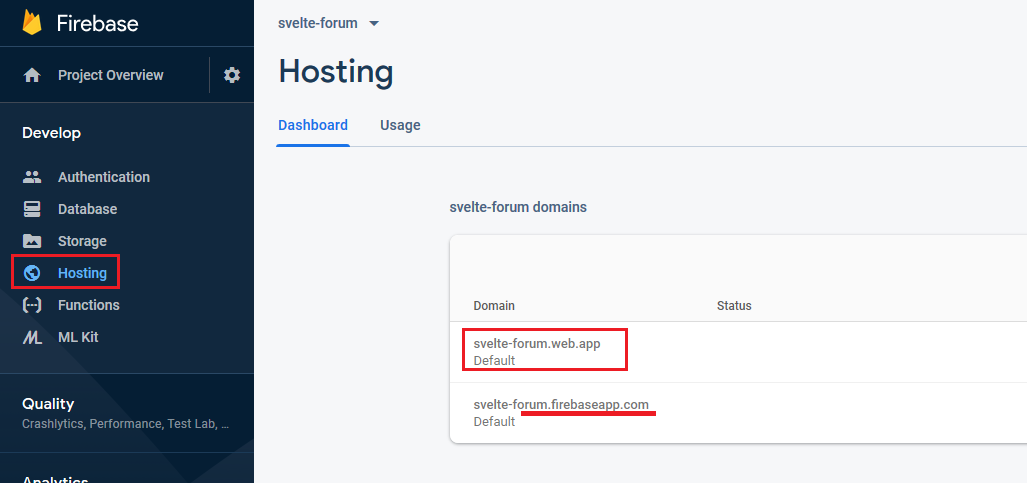 Firebase
Project Overview
Develop
Authentication
Database
Storage
Hosting
Functions
ML Kit
Quality
Crashlytics, Performance, Test Lab, ...
Analytics
svelte-forum
Hosting
Dashboard Usage
svelte-forum domains
Domain Status
svelte-forum.web.app
Default
svelte-forum.firebaseapp.com
Default